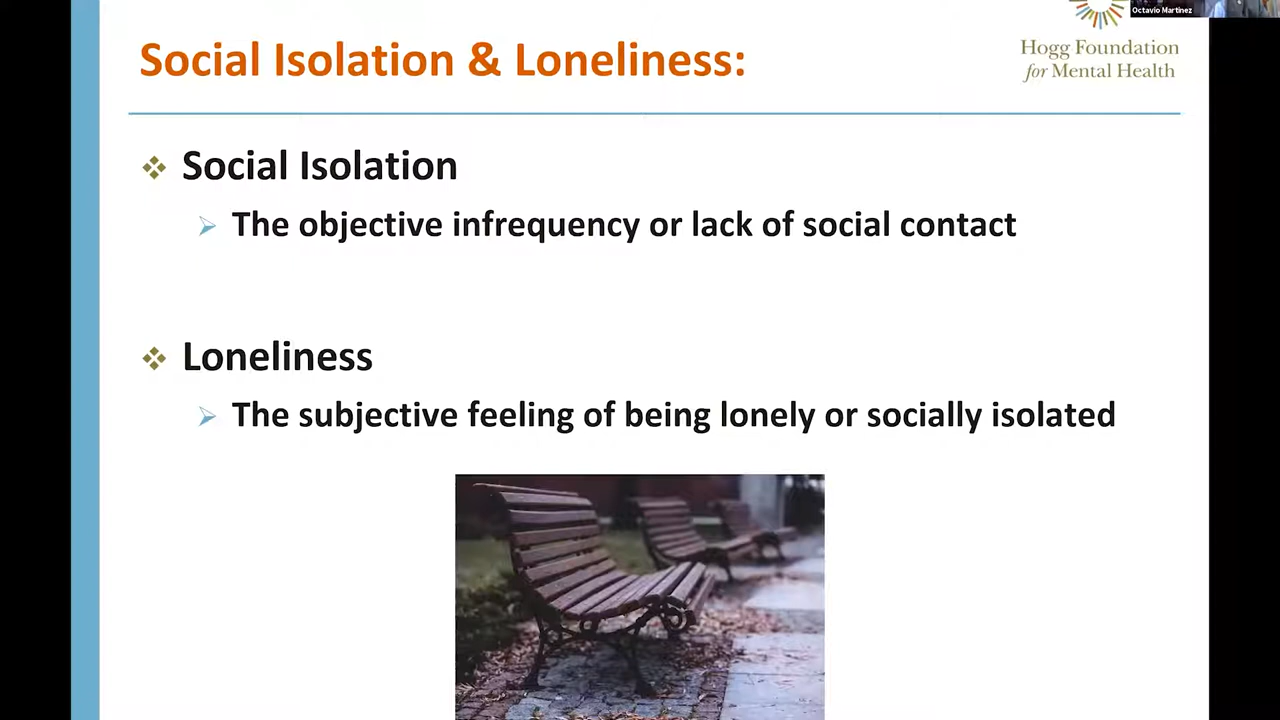 Octavio Martinez
Social Isolation & Loneliness:
Hogg Foundation
for Mental Health
Social Isolation
The objective infrequency or lack of social contact
Loneliness
The subjective feeling of being lonely or socially isolated